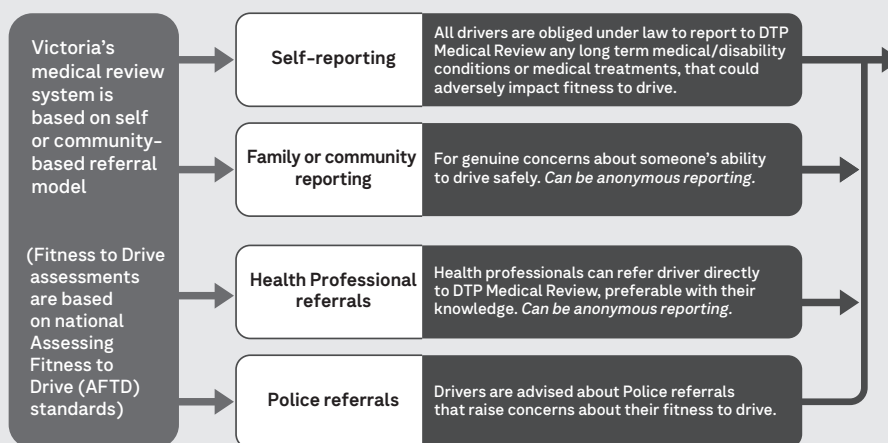 Victoria's
medical review
system is
based on self
or community-
based referral
model
(Fitness to Drive
assessments
are based
on national
Assessing
Fitness to
Drive (AFTD)
standards)
Self-reporting
All drivers are obliged under law to report to DTP
Medical Review any long term medical/disability
conditions or medical treatments, that could
adversely impact fitness to drive.
Family or community
reporting
For genuine concerns about someone's ability
to drive safely. Can be anonymous reporting.
Health Professional
referrals
Health professionals can refer driver directly
to DTP Medical Review, preferable with their
knowledge. Can be anonymous reporting.
Police referrals
Drivers are advised about Police referrals
that raise concerns about their fitness to drive.